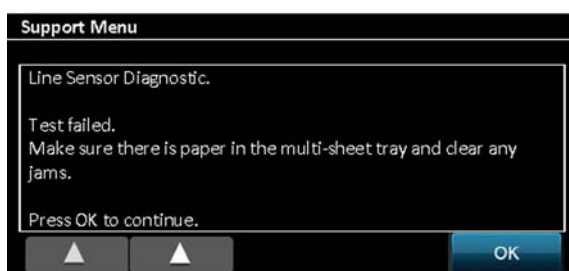 Support Menu
Line Sensor Diagnostic.
Test failed.
Make sure there is paper in the multi-sheet tray and clear any
jams.
Press OK to continue.
OK